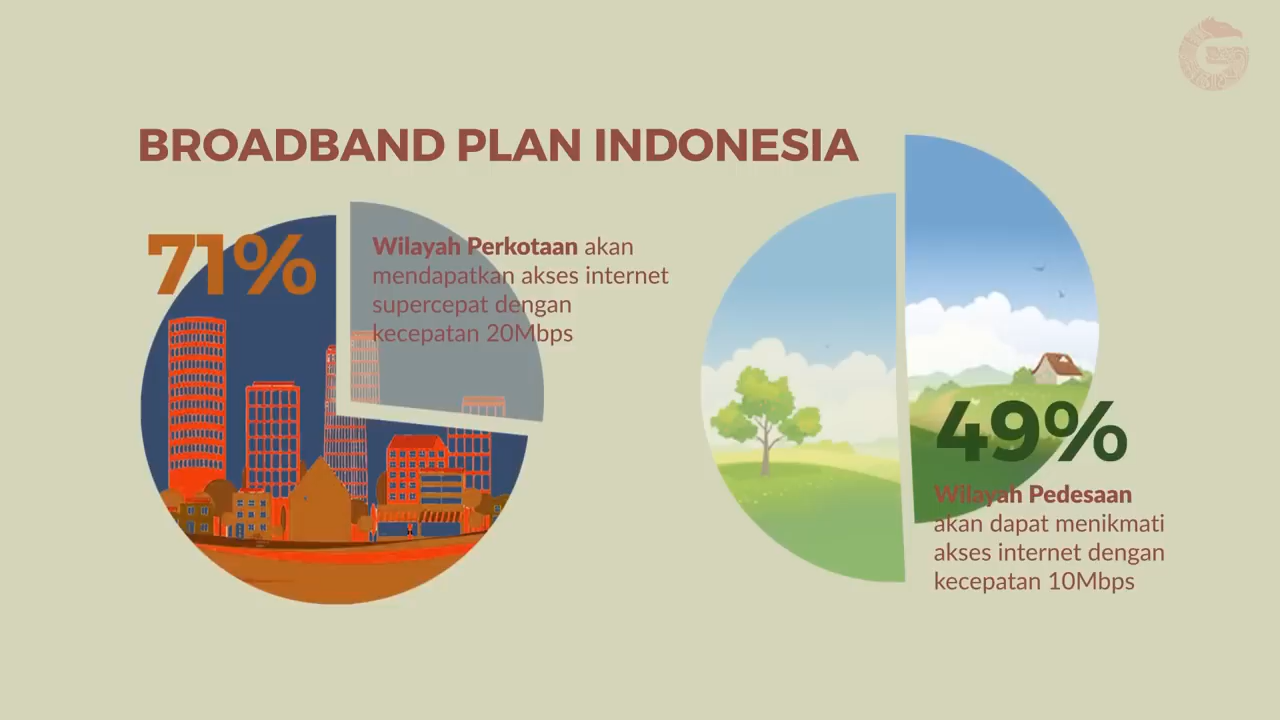 BROADBAND PLAN INDONESIA
71%
Wilayah Perkotaan akan
mendapatkan akses internet
supercepat dengan
kecepatan 20Mbps
49%
Wilayah Pedesaan
akan dapat menikmati
akses internet dengan
kecepatan 10Mbps